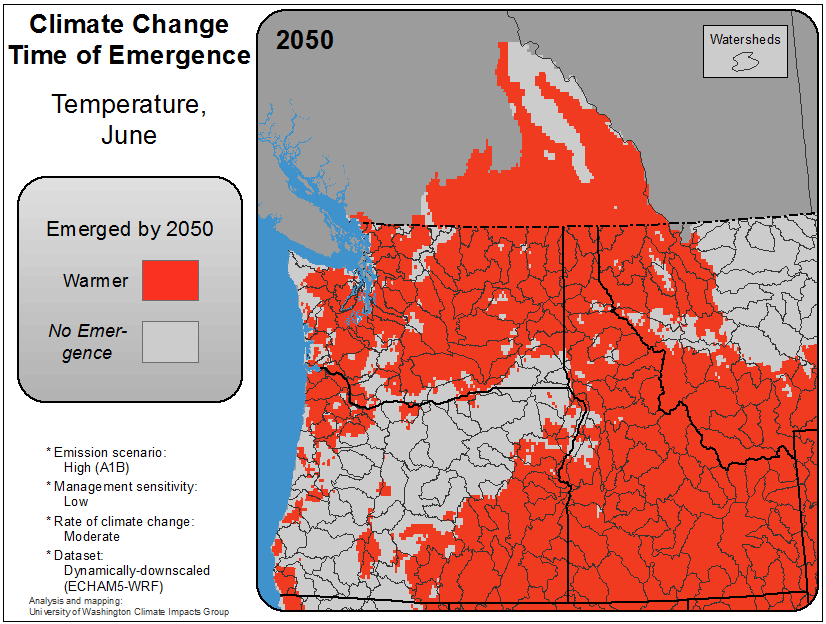 Climate Change
Time of Emergence
Temperature,
June
Emerged by 2050
Warmer
No Emer-
gence
* Emission scenario:
High (A1B)
* Management sensitivity:
Low
* Rate of climate change:
Moderate
* Dataset:
Dynamically-downscaled
(ECHAM5-WRF)
Analysis and mapping:
University of Washington Climate Impacts Group
2050
Watersheds